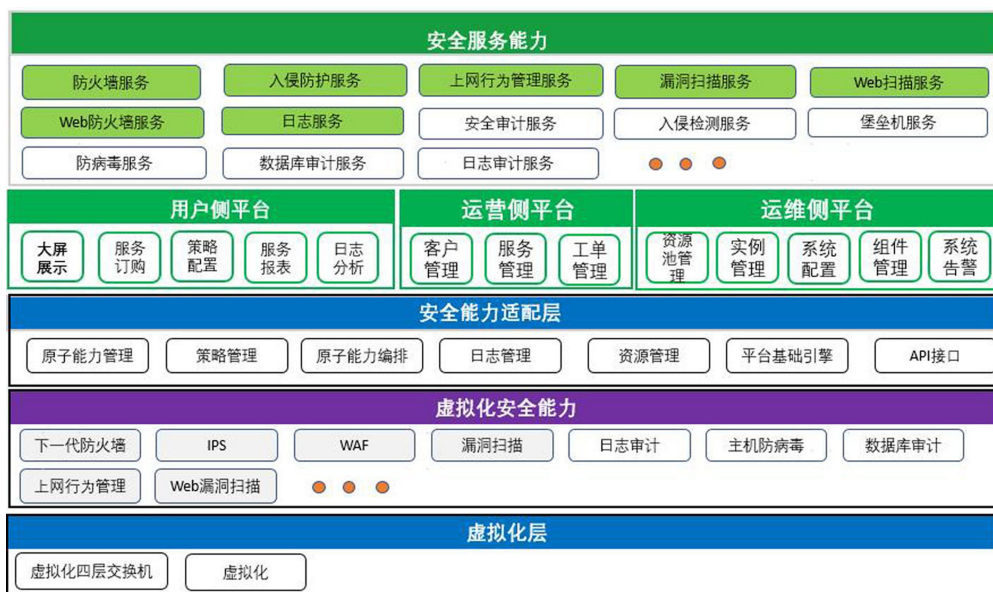 安全服务能力
防火墙服务 入侵防护服务 上网行为管理服务 漏洞扫描服务 Web扫描服务
Web防火墙服务 日志服务 安全审计服务 入侵检测服务 堡垒机服务
防病毒服务 数据库审计服务 日志审计服务
用户侧平台 运营侧平台 运维侧平台
大屏
展示
服务
订购
策略
配置
服务
报表
日志
分析
客户
管理
服务
管理
工单
管理
资源
池管
理
实例
管理
系统
配置
组件
管理
系统
告警
安全能力适配层
原子能力管理 策略管理 原子能力编排 日志管理 资源管理 平台基础引擎 API接口
虚拟化安全能力
下一代防火墙 IPS WAF 漏洞扫描 日志审计 主机防病毒 数据库审计
上网行为管理 Web漏洞扫描
虚拟化层
虚拟化四层交换机 虚拟化